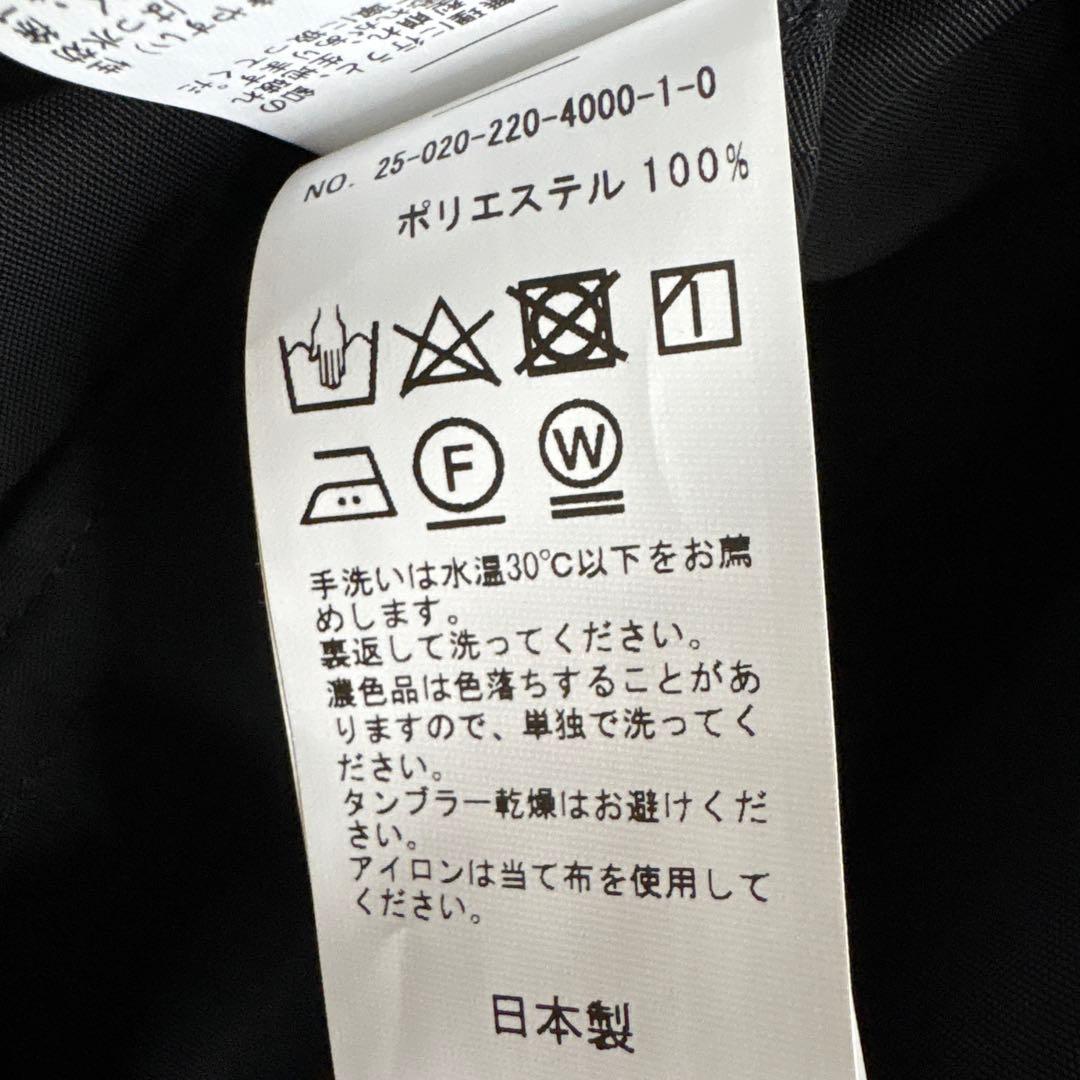 NO. 25-020-220-4000-1-0
ポリエステル 100%
F
W
手洗いは水温30℃以下をお薦
めします。
裏返して洗ってください。
濃色品は色落ちすることがあ
りますので、単独で洗ってく
ださい。
タンブラー乾燥はお避けくだ
さい。
アイロンは当て布を使用して
ください。
日本製